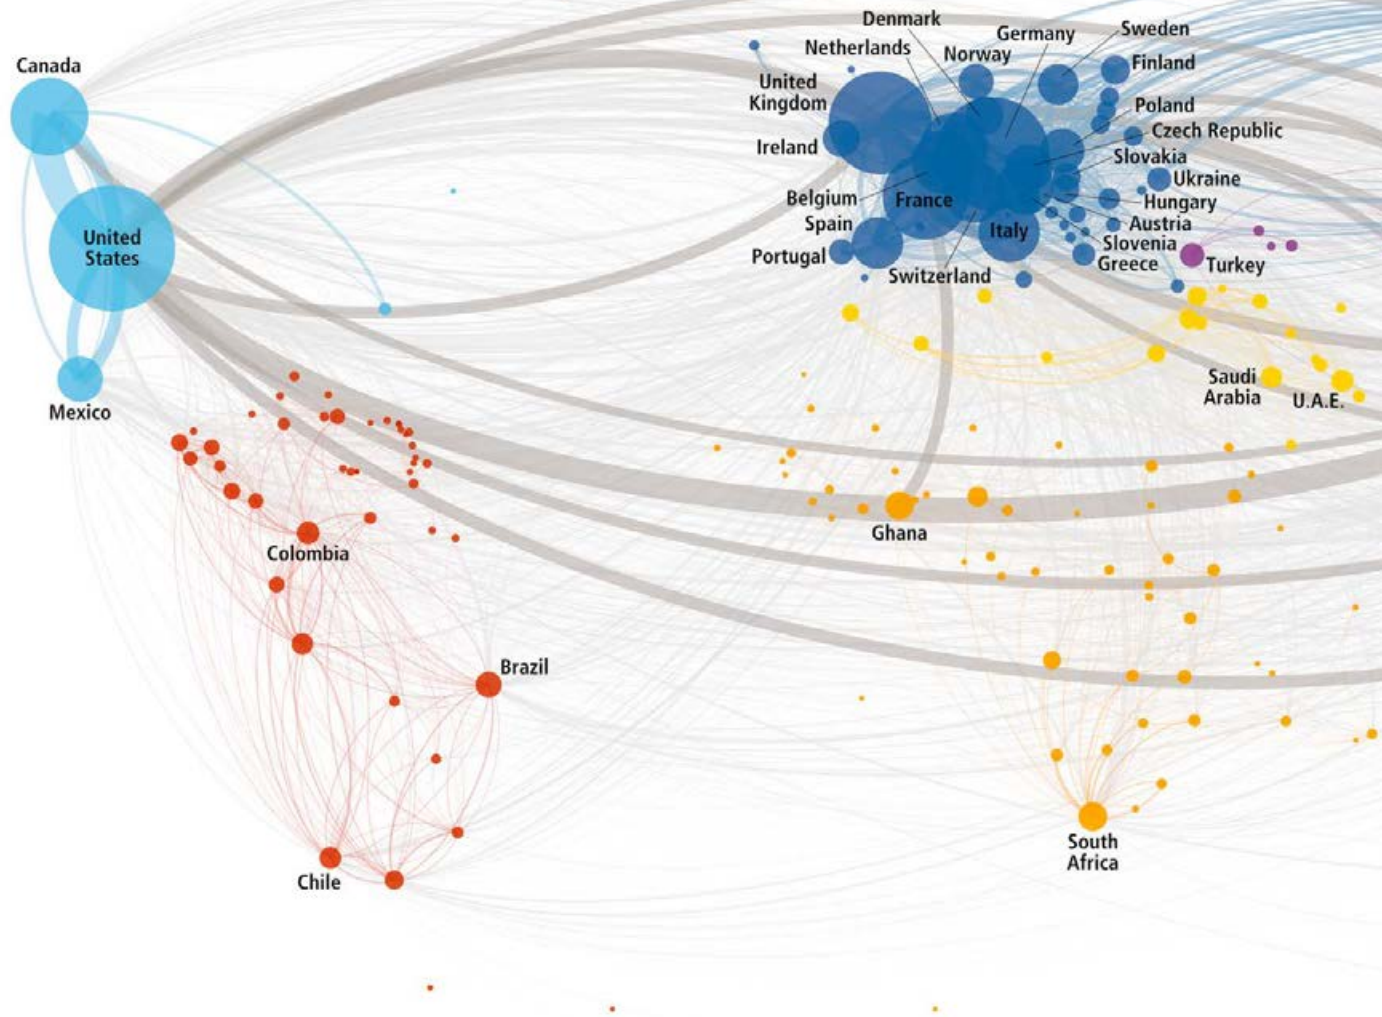 Canada
United
States
Mexico
Denmark
Netherlands
Germany
Norway
Sweden
Finland
United
Kingdom
Poland
Czech Republic
Ireland
Slovakia
Ukraine
Belgium
France
Hungary
Spain
Austria
Italy
Slovenia
Portugal
Switzerland
Greece
Turkey
Saudi
Arabia
U.A.E.
Ghana
Colombia
Brazil
Chile
South
Africa